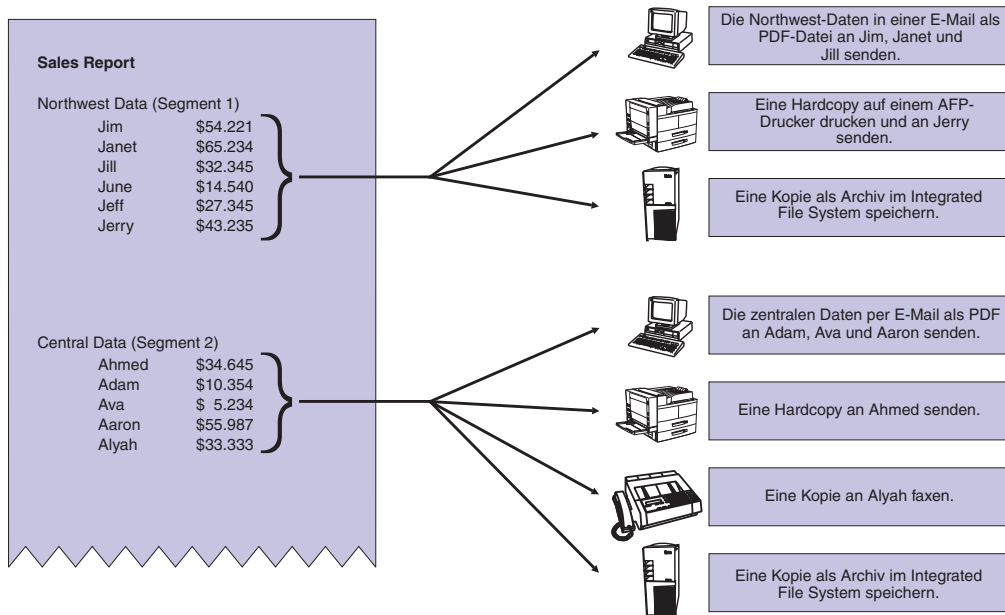 Sales Report
Northwest Data (Segment 1)
Jim $54.221
Janet $65.234
Jill $32.345
June $14.540
Jeff $27.345
Jerry $43.235
Central Data (Segment 2)
Ahmed $34.645
Adam $10.354
Ava $ 5.234
Aaron $55.987
Alyah $33.333
Die Northwest-Daten in einer E-Mail als
PDF-Datei an Jim, Janet und
Jill senden.
Eine Hardcopy auf einem AFP-
Drucker drucken und an Jerry
senden.
Eine Kopie als Archiv im Integrated
File System speichern.
Die zentralen Daten per E-Mail als PDF
an Adam, Ava und Aaron senden.
Eine Hardcopy an Ahmed senden.
Eine Kopie an Alyah faxen.
Eine Kopie als Archiv im Integrated
File System speichern.